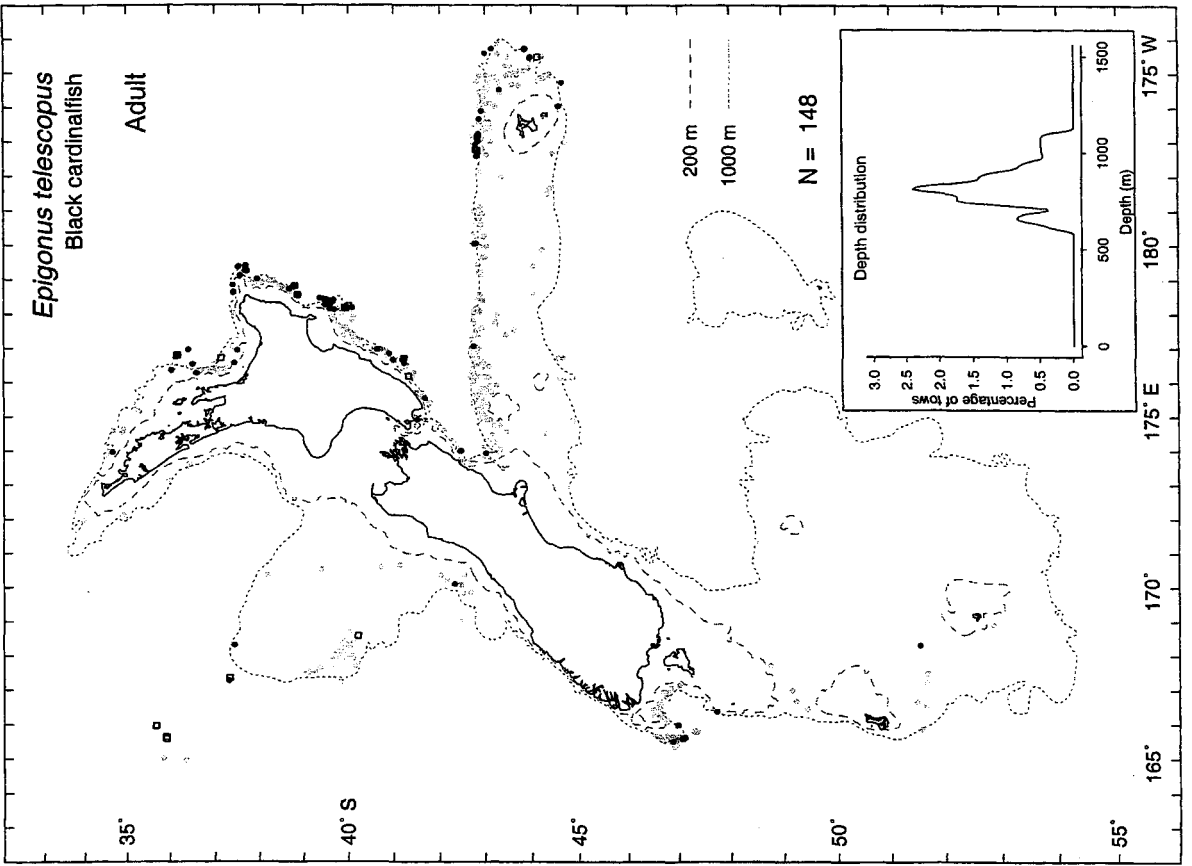 Epigonus telescopus
Black cardinalfish
Adult
200 m
1000 m
N = 148
Depth distribution
Percentage of tows
3.0
2.5
2.0
1.5
1.0
0.5
0.0
0
500
1000
1500
Depth (m)
35°
40° S
45°
50°
55°
165°
170°
175° E
180°
175° W